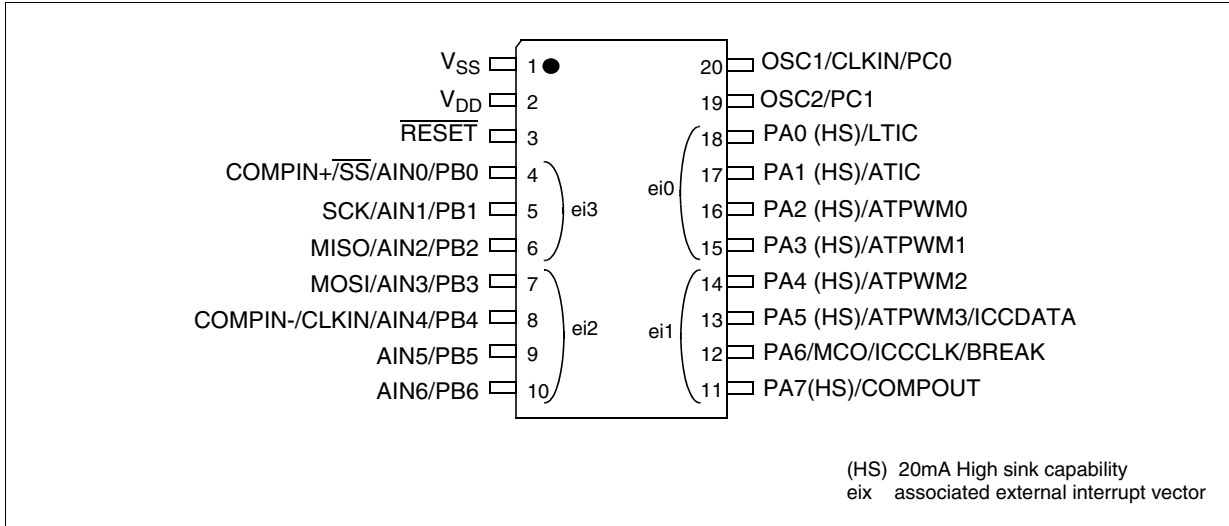 VSS 1 20 OSC1/CLKIN/PC0
VDD 2 19 OSC2/PC1
RESET 3 18 PA0 (HS)/LTIC
COMPIN+/SS/AIN0/PB0 4 17 PA1 (HS)/ATIC
ei3 ei0
SCK/AIN1/PB1 5 16 PA2 (HS)/ATPWM0
MISO/AIN2/PB2 6 15 PA3 (HS)/ATPWM1
MOSI/AIN3/PB3 7 14 PA4 (HS)/ATPWM2
COMPIN-/CLKIN/AIN4/PB4 8 13 PA5 (HS)/ATPWM3/ICCDATA
ei2 ei1
AIN5/PB5 9 12 PA6/MCO/ICCCLK/BREAK
AIN6/PB6 10 11 PA7(HS)/COMPOUT
(HS) 20mA High sink capability
eix associated external interrupt vector